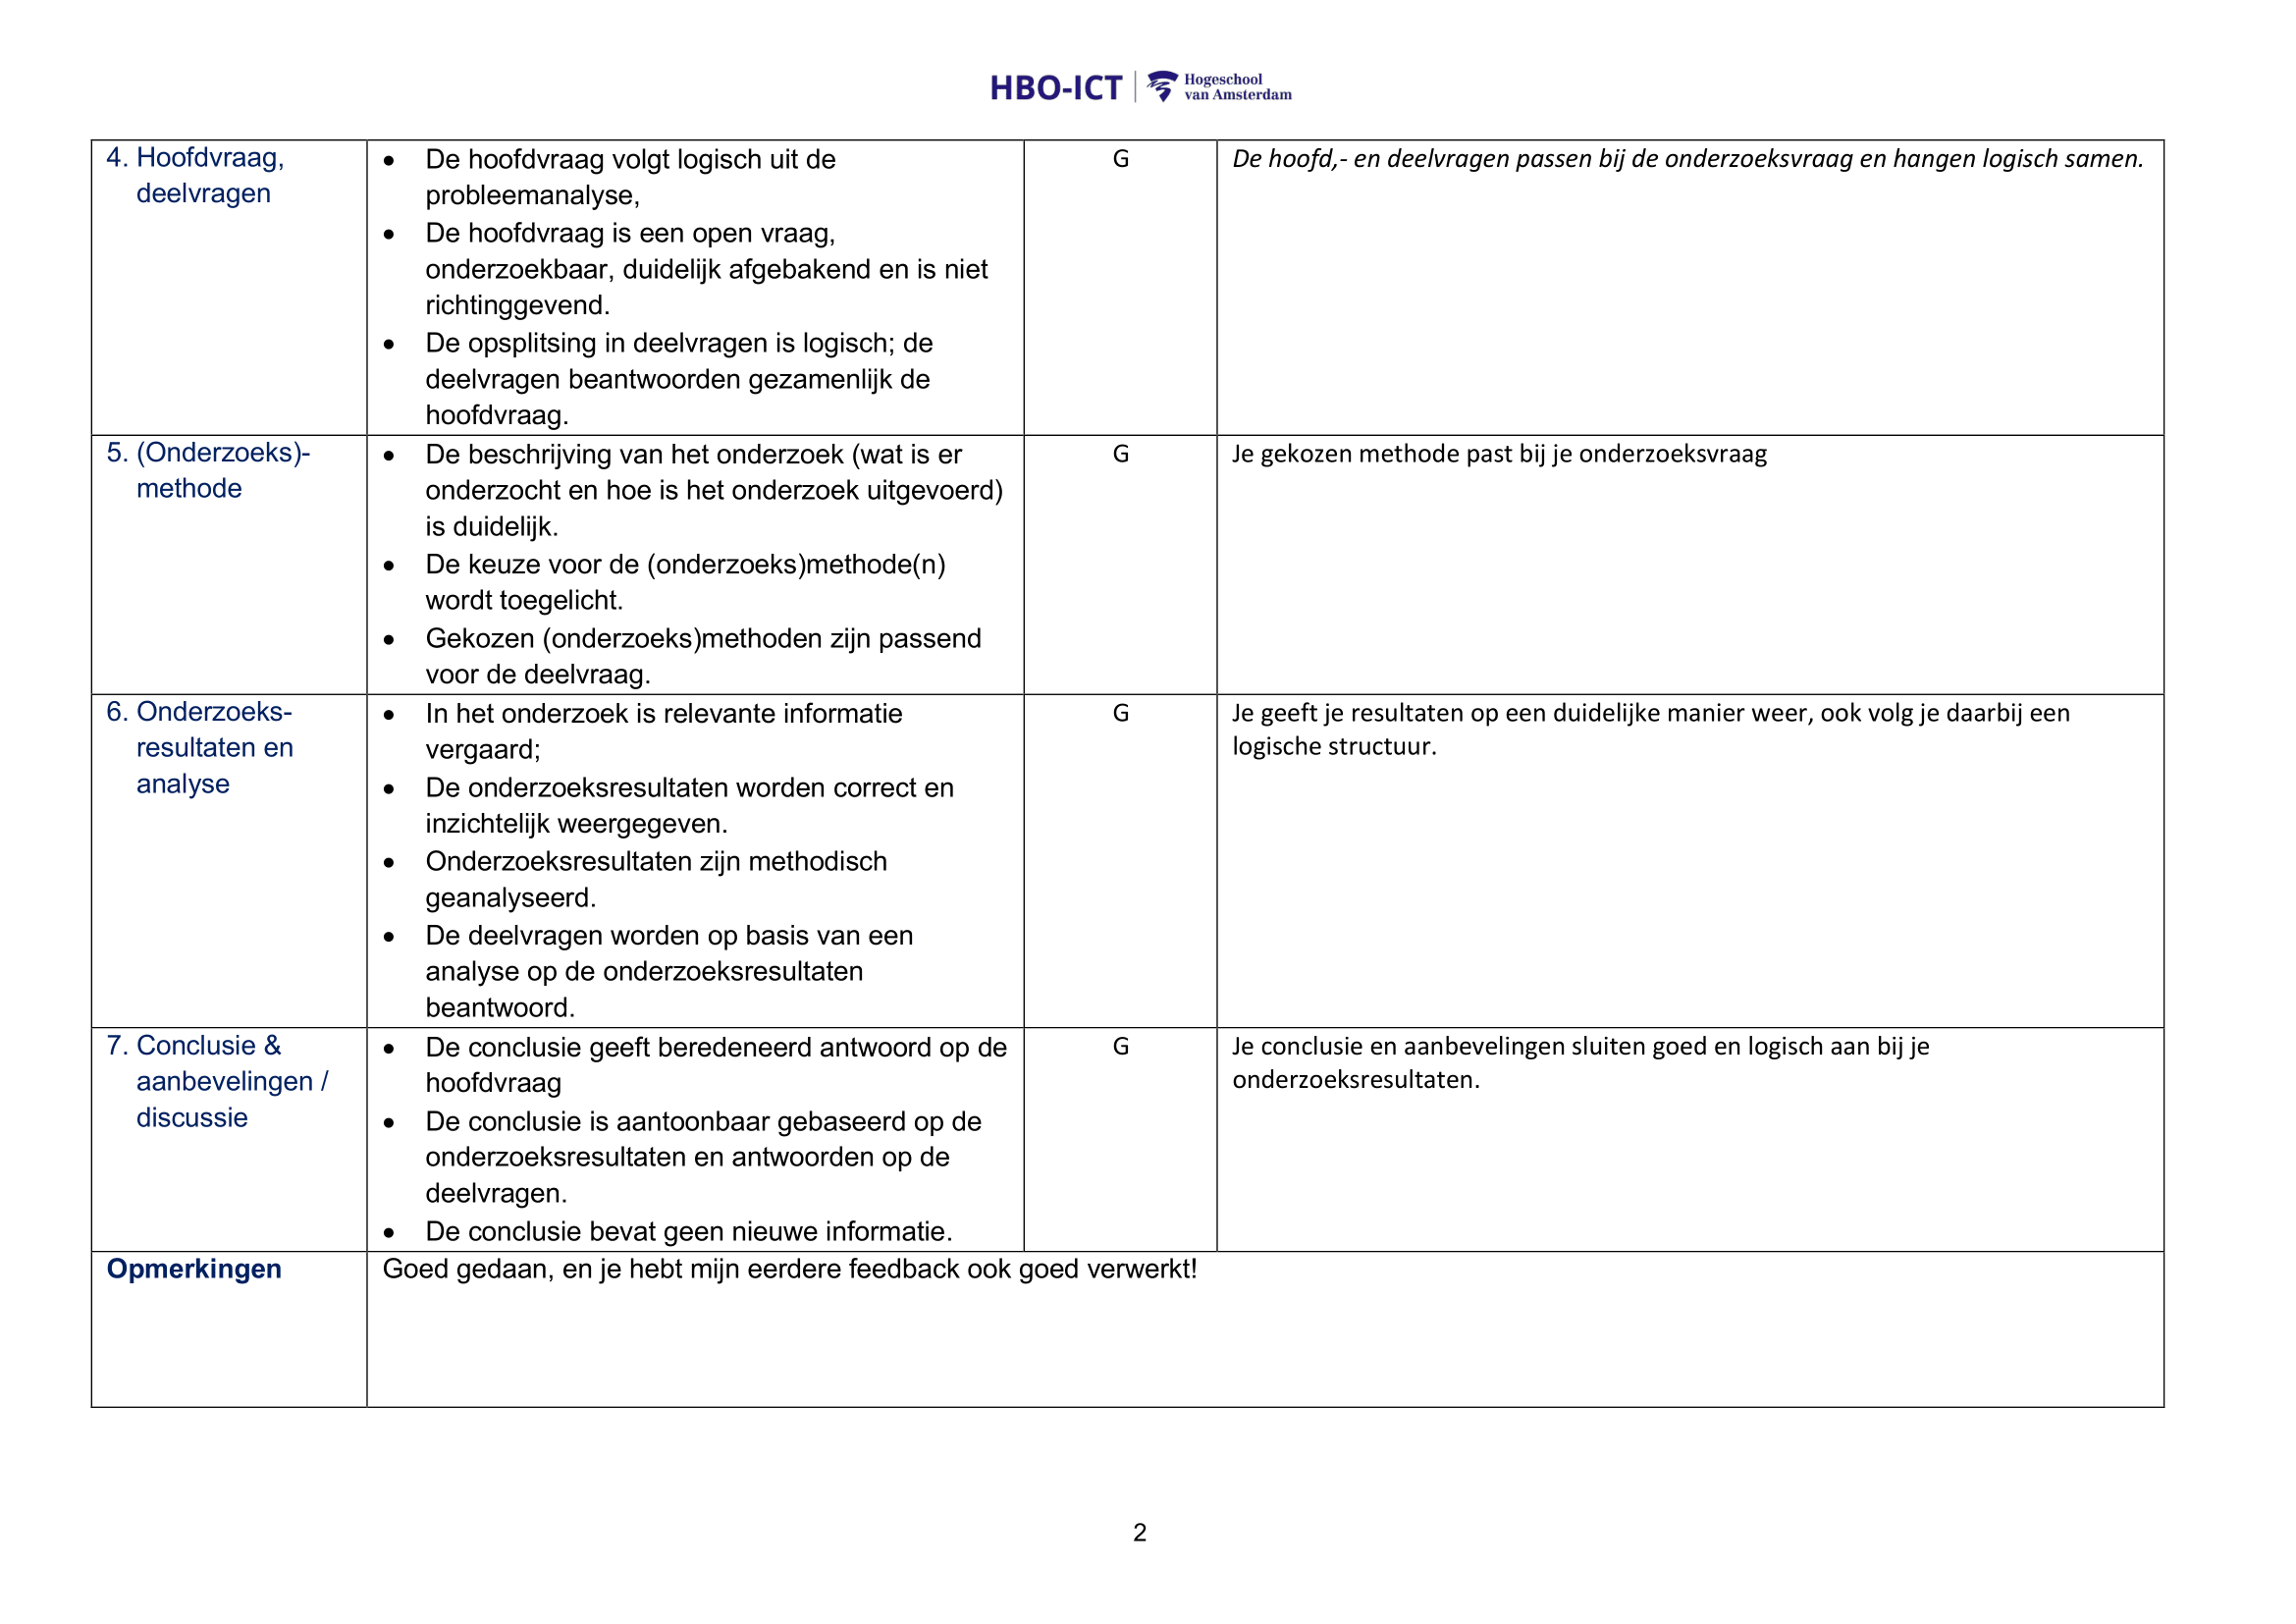 HBO-ICT
Hogeschool
van Amsterdam
4. Hoofdvraag,
deelvragen
• De hoofdvraag volgt logisch uit de
probleemanalyse,
• De hoofdvraag is een open vraag,
onderzoekbaar, duidelijk afgebakend en is niet
richtinggevend.
• De opsplitsing in deelvragen is logisch; de
deelvragen beantwoorden gezamenlijk de
hoofdvraag.
G
De hoofd,- en deelvragen passen bij de onderzoeksvraag en hangen logisch samen.
5. (Onderzoeks)-
methode
• De beschrijving van het onderzoek (wat is er
onderzocht en hoe is het onderzoek uitgevoerd)
is duidelijk.
• De keuze voor de (onderzoeks)methode(n)
wordt toegelicht.
• Gekozen (onderzoeks)methoden zijn passend
voor de deelvraag.
G
Je gekozen methode past bij je onderzoeksvraag
6. Onderzoeks-
resultaten en
analyse
• In het onderzoek is relevante informatie
vergaard;
• De onderzoeksresultaten worden correct en
inzichtelijk weergegeven.
• Onderzoeksresultaten zijn methodisch
geanalyseerd.
• De deelvragen worden op basis van een
analyse op de onderzoeksresultaten
beantwoord.
G
Je geeft je resultaten op een duidelijke manier weer, ook volg je daarbij een
logische structuur.
7. Conclusie &
aanbevelingen /
discussie
• De conclusie geeft beredeneerd antwoord op de
hoofdvraag
• De conclusie is aantoonbaar gebaseerd op de
onderzoeksresultaten en antwoorden op de
deelvragen.
• De conclusie bevat geen nieuwe informatie.
G
Je conclusie en aanbevelingen sluiten goed en logisch aan bij je
onderzoeksresultaten.
Opmerkingen
Goed gedaan, en je hebt mijn eerdere feedback ook goed verwerkt!
2